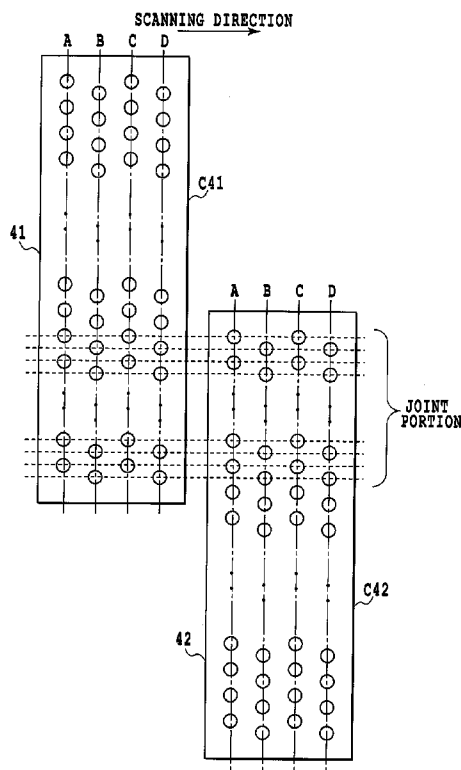 SCANNING DIRECTION
A B C D
C41
41
A B C D
JOINT
PORTION
C42
42